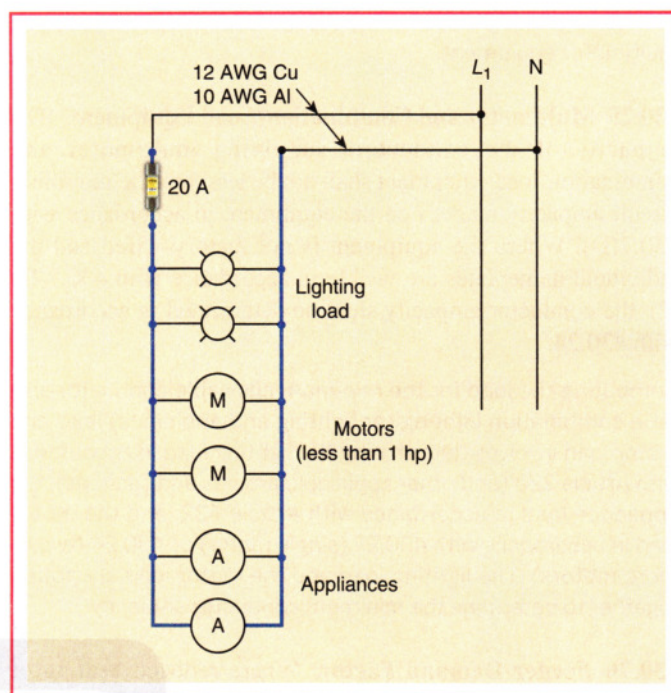 12 AWG Cu
10 AWG Al
L₁
N
20 A
Lighting
load
M
Motors
(less than 1 hp)
M
A
Appliances
A